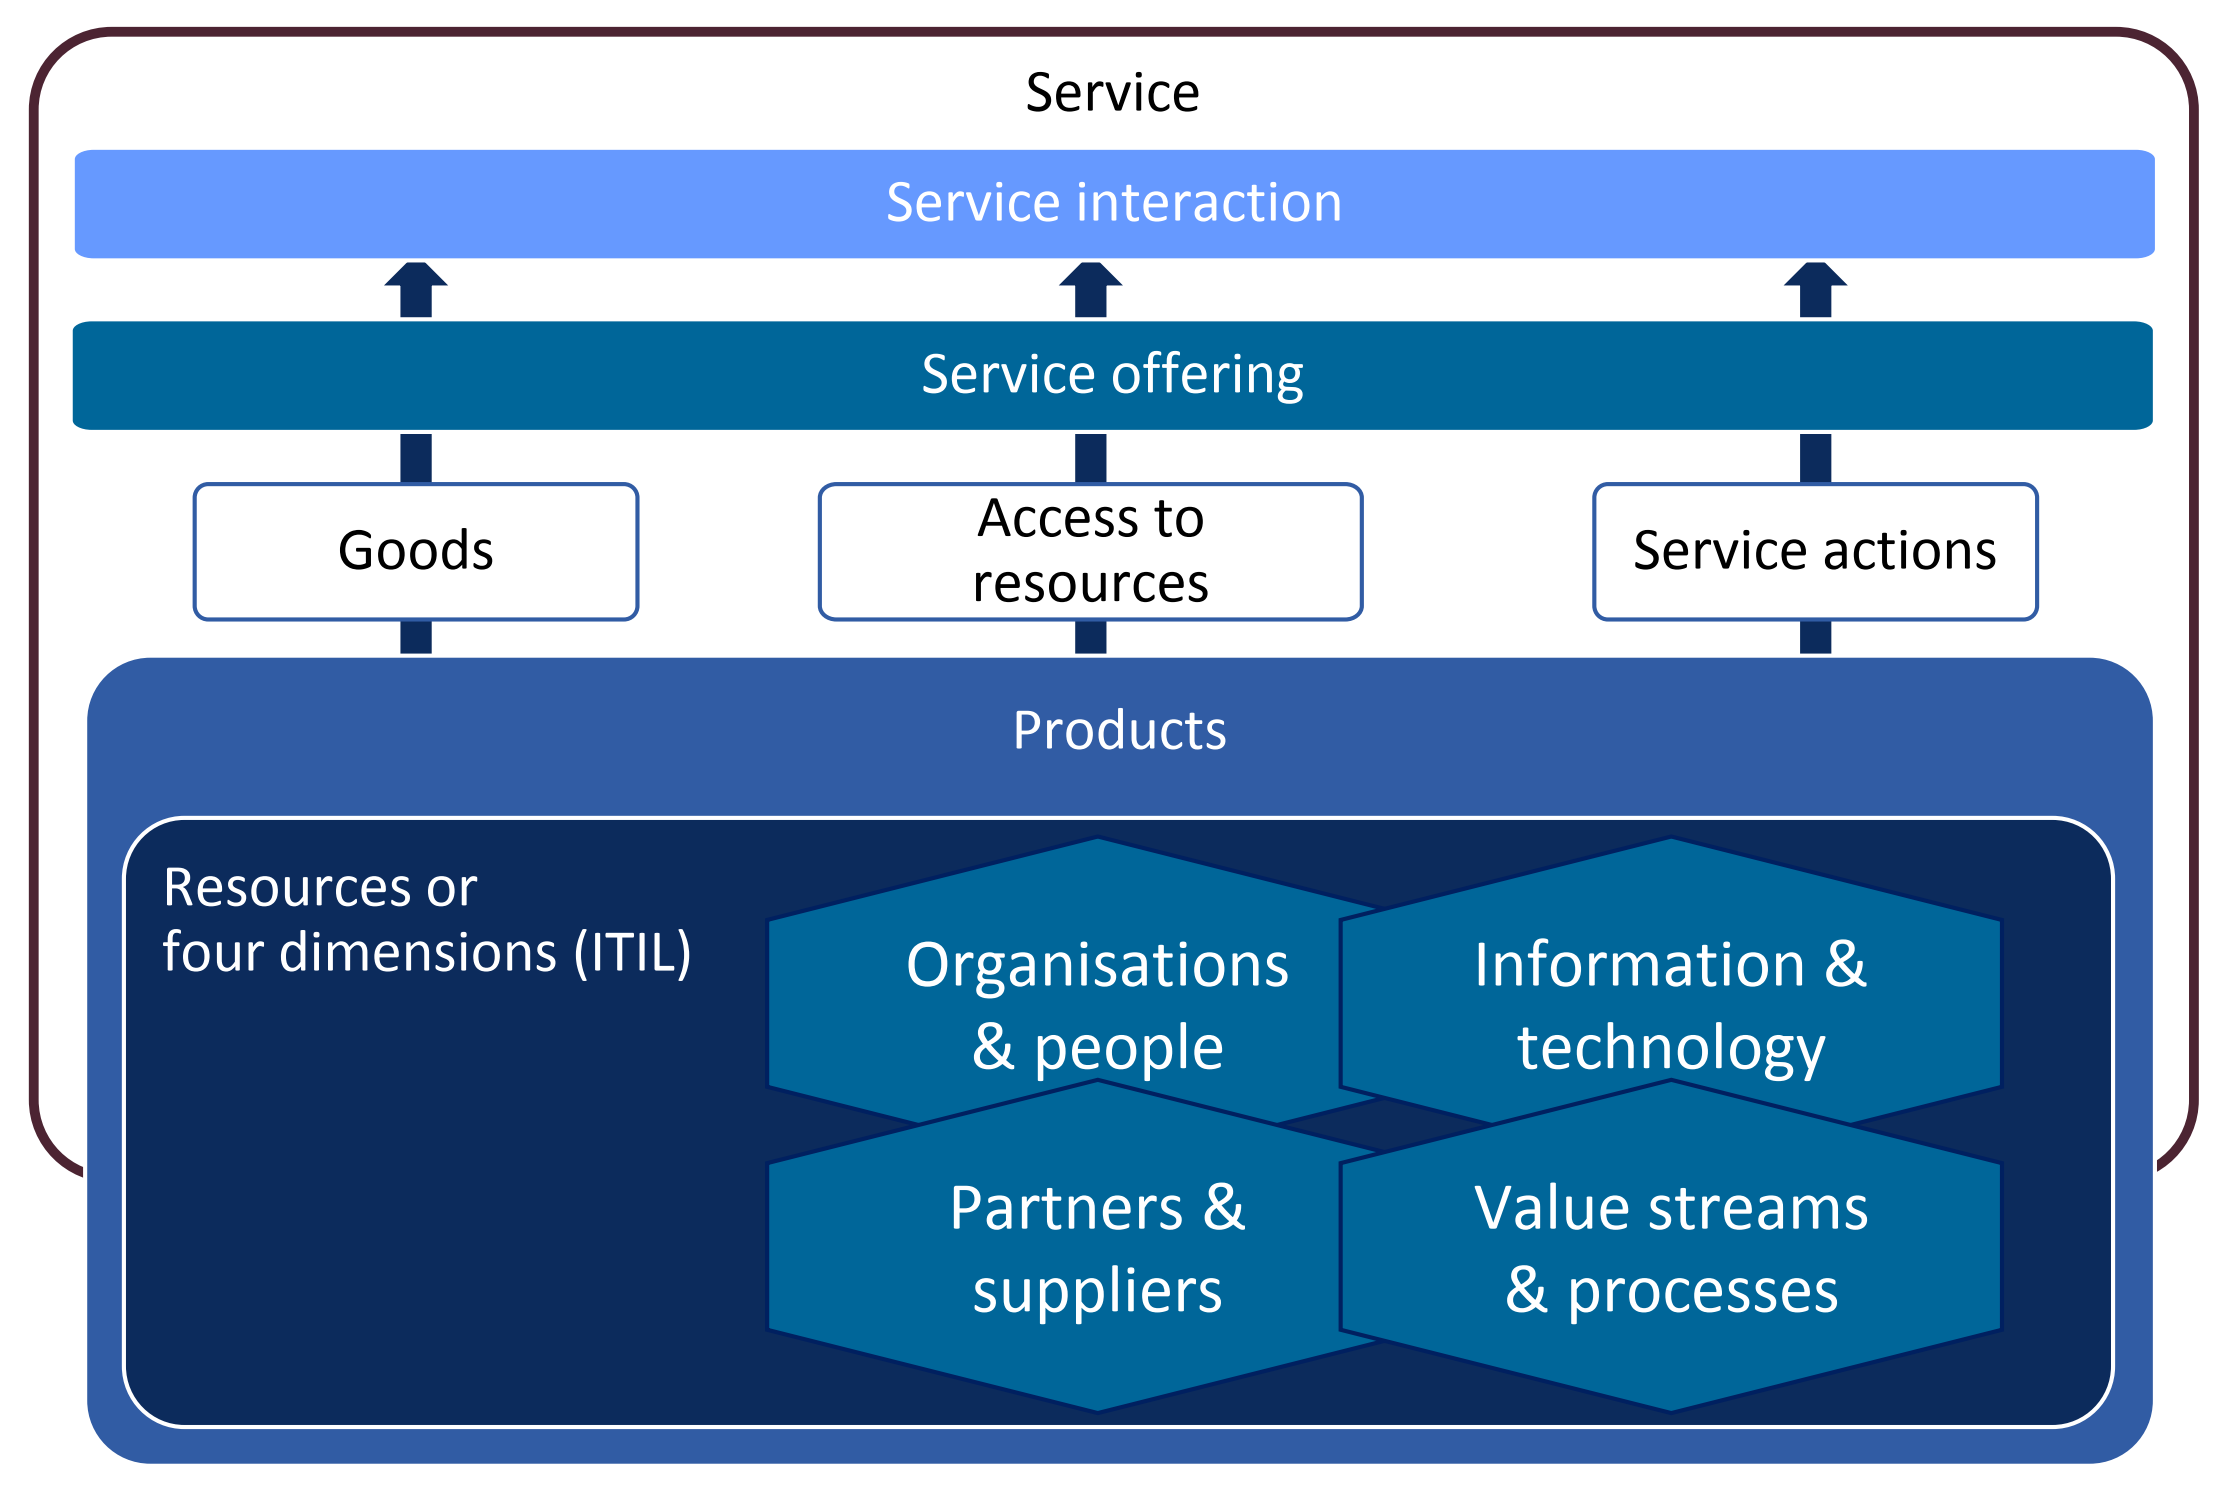 Service
Service interaction
Service offering
Goods
Access to
resources
Service actions
Products
Resources or
four dimensions (ITIL)
Organisations
& people
Information &
technology
Partners &
suppliers
Value streams
& processes